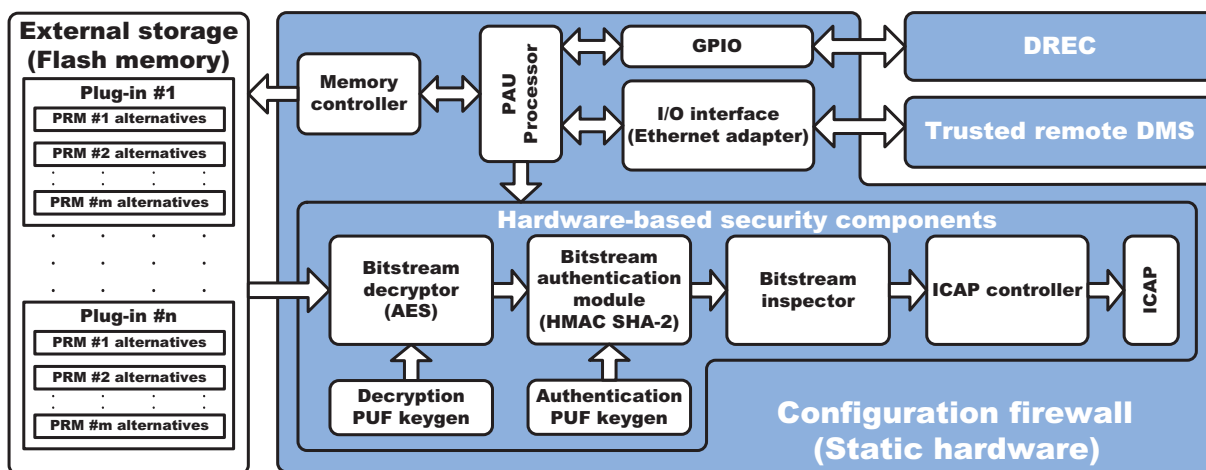 External storage
(Flash memory)
Plug-in #1
PRM #1 alternatives
PRM #2 alternatives
PRM #m alternatives
Plug-in #n
PRM #1 alternatives
PRM #2 alternatives
PRM #m alternatives
Memory
controller
PAU
Processor
GPIO
I/O interface
(Ethernet adapter)
DREC
Trusted remote DMS
Hardware-based security components
Bitstream
decryptor
(AES)
Bitstream
authentication
module
(HMAC SHA-2)
Bitstream
inspector
ICAP controller
ICAP
Decryption
PUF keygen
Authentication
PUF keygen
Configuration firewall
(Static hardware)